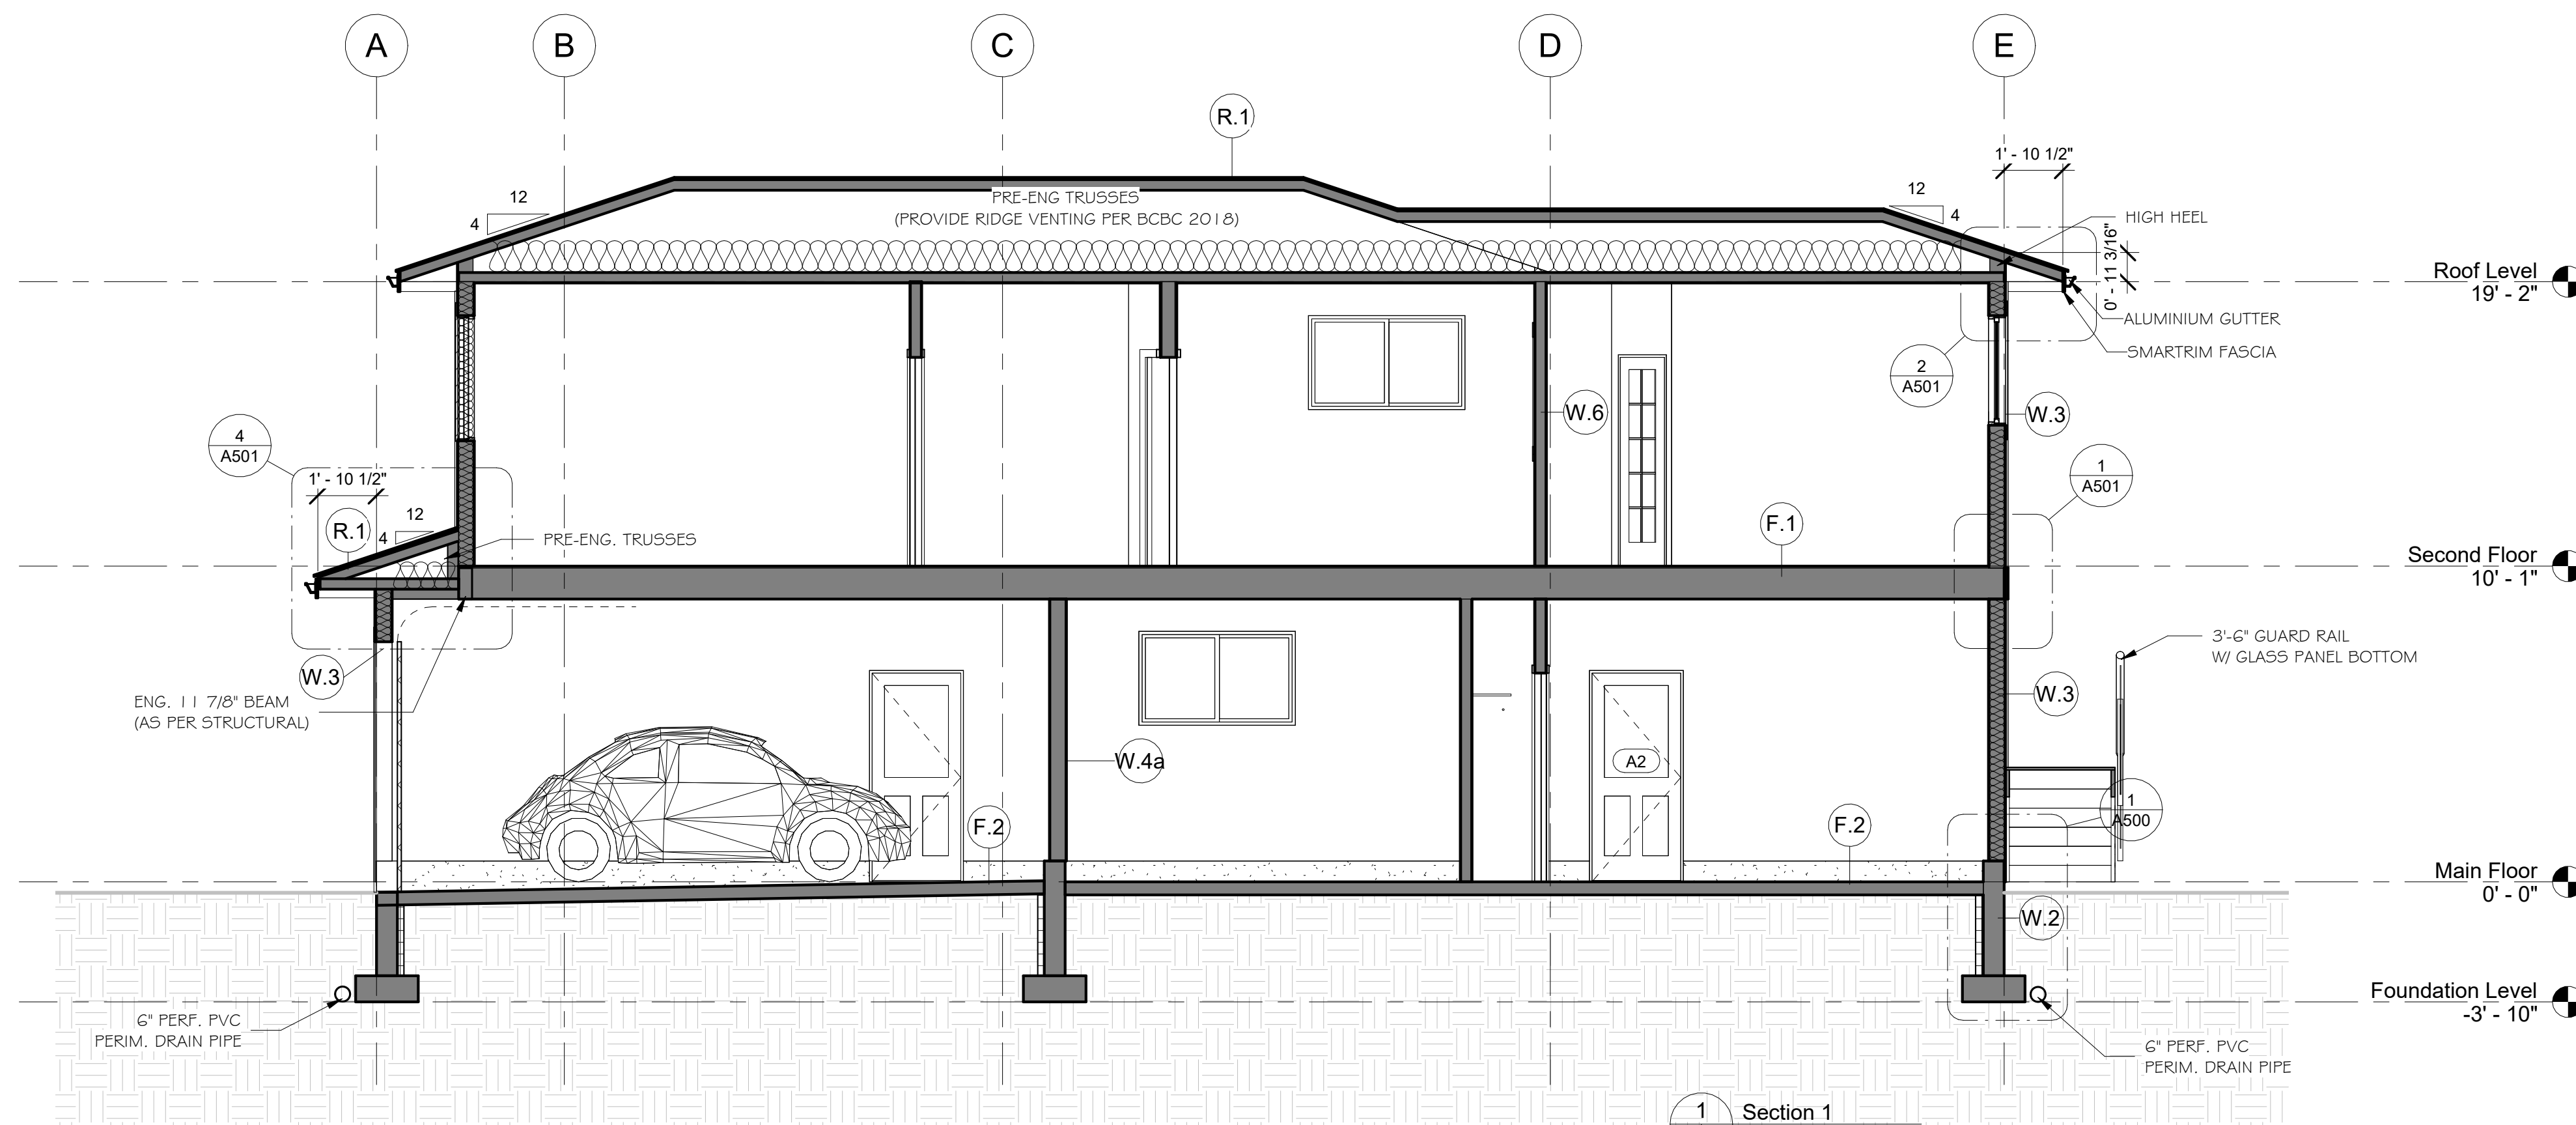 A
B
C
D
E
R.1
1' - 10 1/2"
12
4
PRE-ENG TRUSSES
(PROVIDE RIDGE VENTING PER BCBC 2018)
12
4
HIGH HEEL
0' - 11 3/16"
Roof Level
19' - 2"
ALUMINIUM GUTTER
SMARTRIM FASCIA
2
A501
W.6
W.3
4
A501
1' - 10 1/2"
R.1
12
4
PRE-ENG. TRUSSES
F.1
1
A501
Second Floor
10' - 1"
3'-6" GUARD RAIL
W/ GLASS PANEL BOTTOM
W.3
ENG. 11 7/8" BEAM
(AS PER STRUCTURAL)
W.3
W.4a
A2
F.2
F.2
1
A500
Main Floor
0' - 0"
W.2
Foundation Level
-3' - 10"
6" PERF. PVC
PERIM. DRAIN PIPE
6" PERF. PVC
PERIM. DRAIN PIPE
1
Section 1